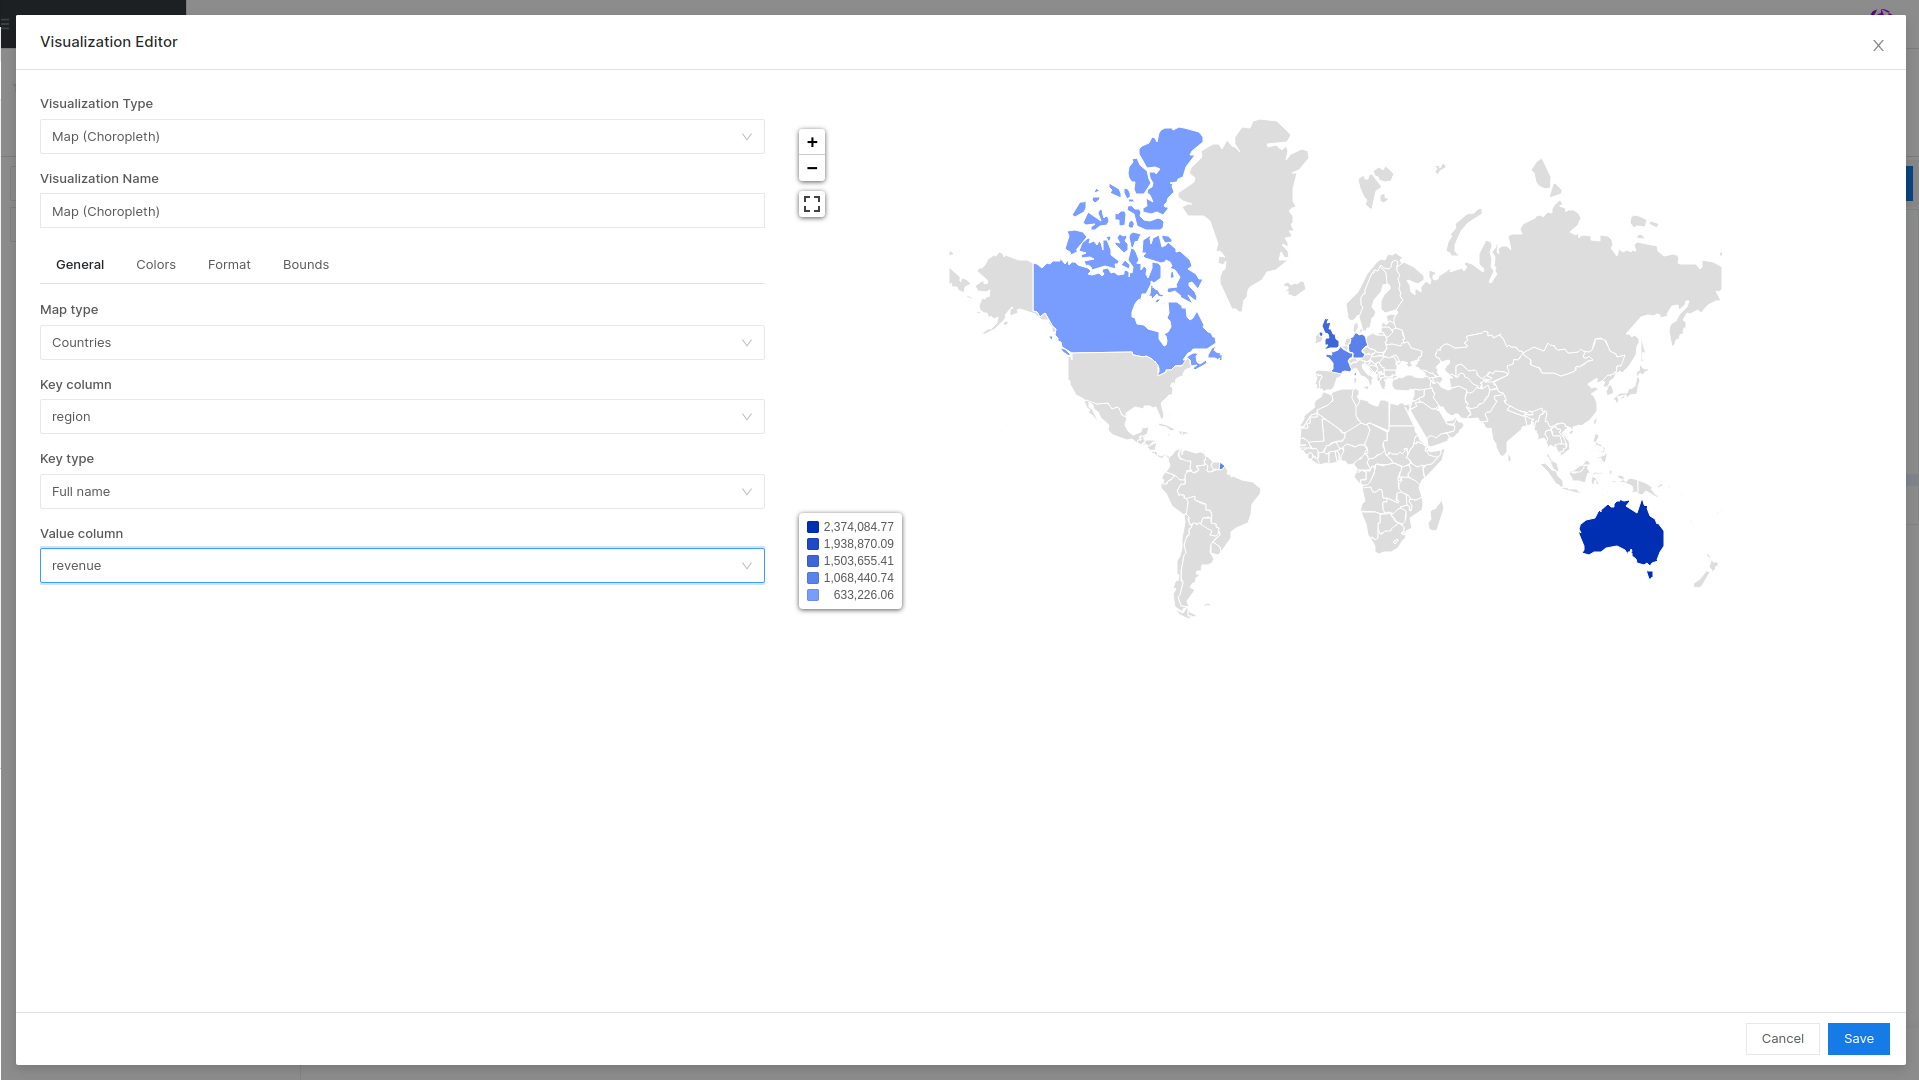 Visualization Editor
Visualization Type
Map (Choropleth)
Visualization Name
Map (Choropleth)
General Colors Format Bounds
Map type
Countries
Key column
region
Key type
Full name
Value column
revenue
+
−
2,374,084.77
1,938,870.09
1,503,655.41
1,068,440.74
633,226.06
Cancel Save